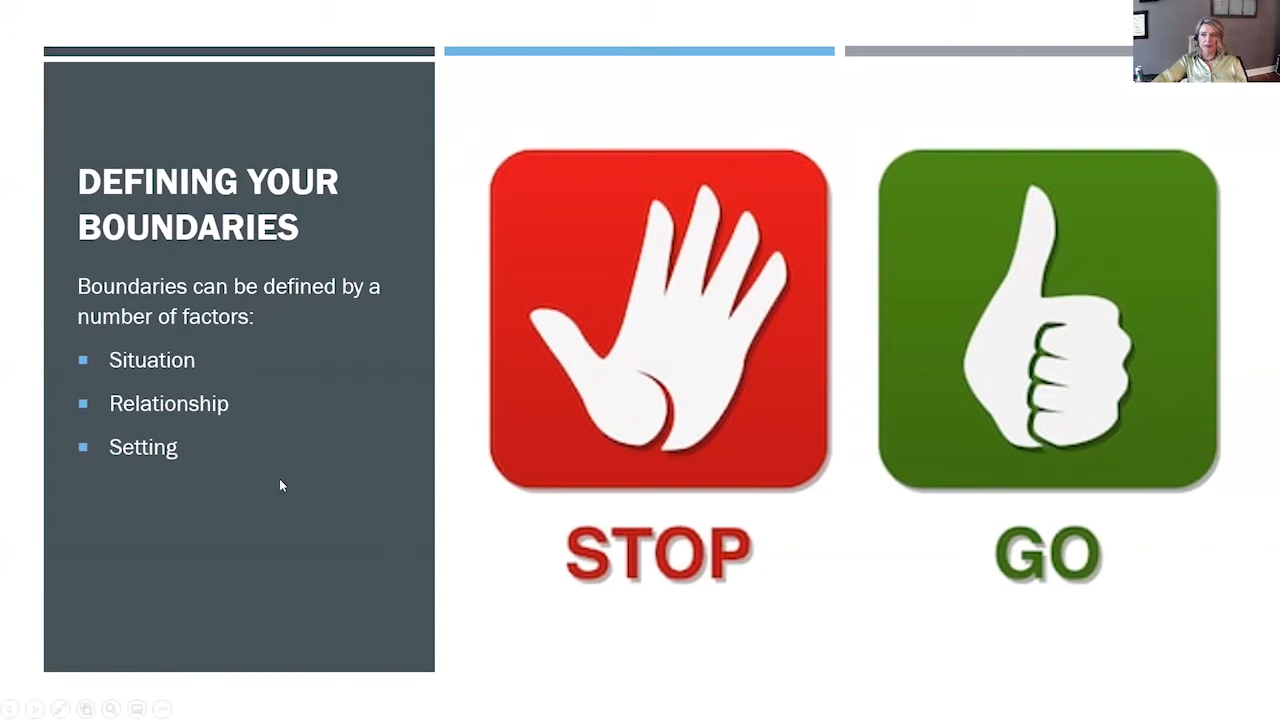 DEFINING YOUR
BOUNDARIES
Boundaries can be defined by a
number of factors:
Situation
Relationship
Setting
STOP
GO